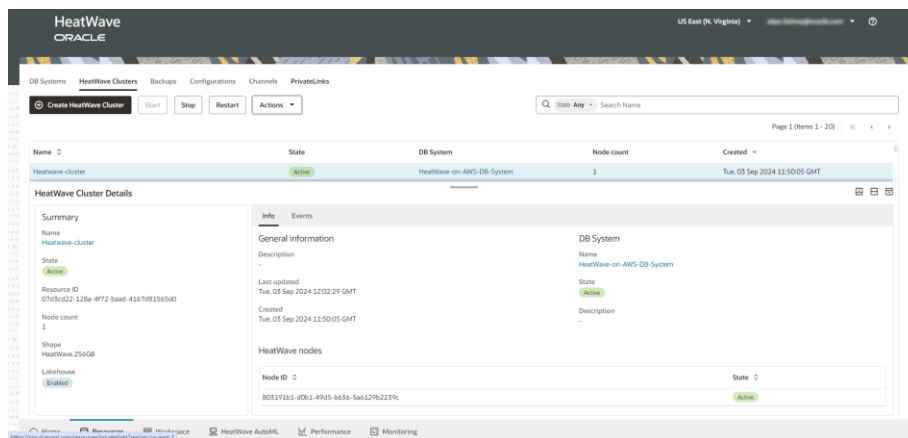 HeatWave
ORACLE
US East (N. Virginia)
DB Systems HeatWave Clusters Backups Configurations Channels PrivateLinks
Create HeatWave Cluster Start Stop Restart Actions State Any Search Name
Page 1 (Items 1 - 20)
Name State DB System Node count Created
Heatwave-cluster Active HeatWave-on-AWS-DB-System 1 Tue, 03 Sep 2024 11:50:05 GMT
HeatWave Cluster Details
Summary
Name
Heatwave-cluster
State
Active
Resource ID
07d3cd22-128a-4f72-baad-4167d81565d0
Node count
1
Shape
HeatWave.256GB
Lakehouse
Enabled
Info Events
General information
Description
-
Last updated
Tue, 03 Sep 2024 12:02:29 GMT
Created
Tue, 03 Sep 2024 11:50:05 GMT
DB System
Name
HeatWave-on-AWS-DB-System
State
Active
Description
-
HeatWave nodes
Node ID State
803191b1-d0b1-49d5-b636-5a6129b2239c Active
Home Resources Workspace HeatWave AutoML Performance Monitoring